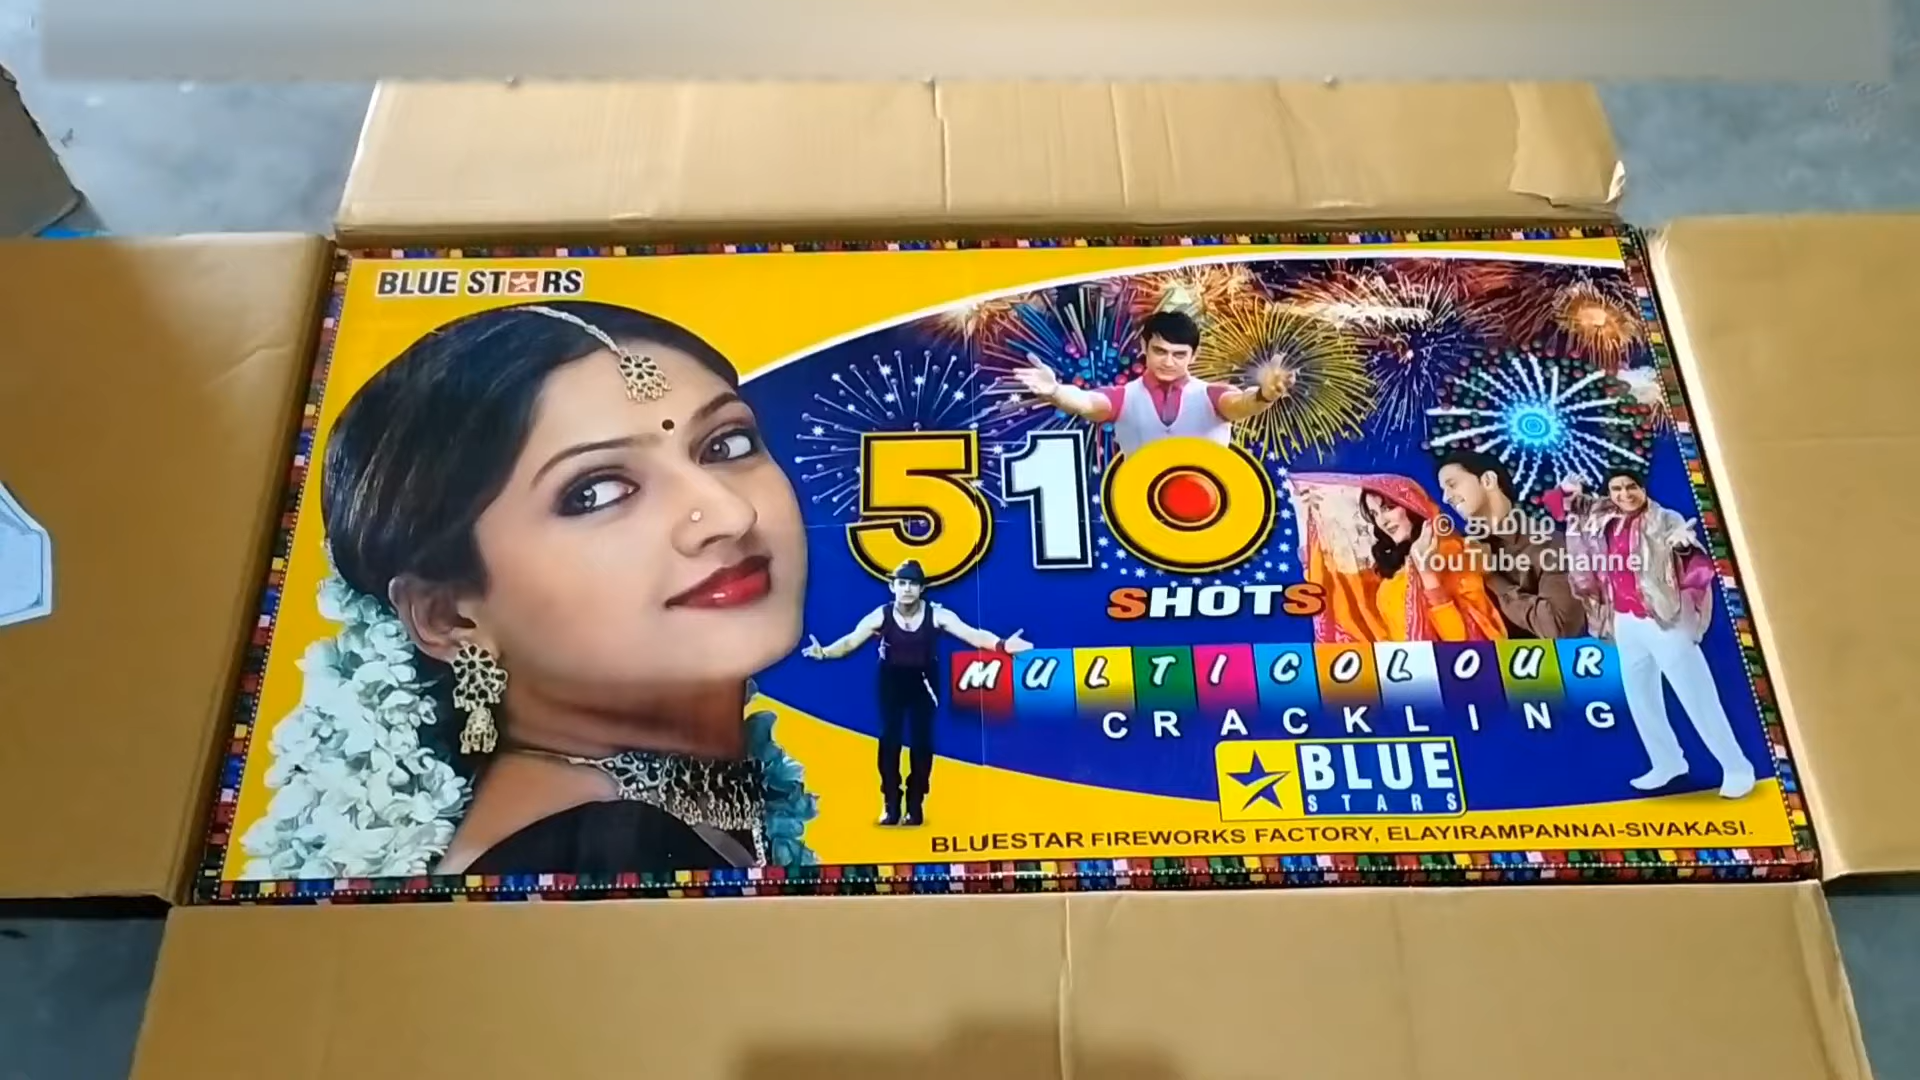 BLUE STARS
510
SHOTS
© தமிழ் 24/7
YouTube Channel
MULTICOLOUR
CRACKLING
BLUE
STARS
BLUESTAR FIREWORKS FACTORY, ELAYIRAMPANNAI-SIVAKASI.